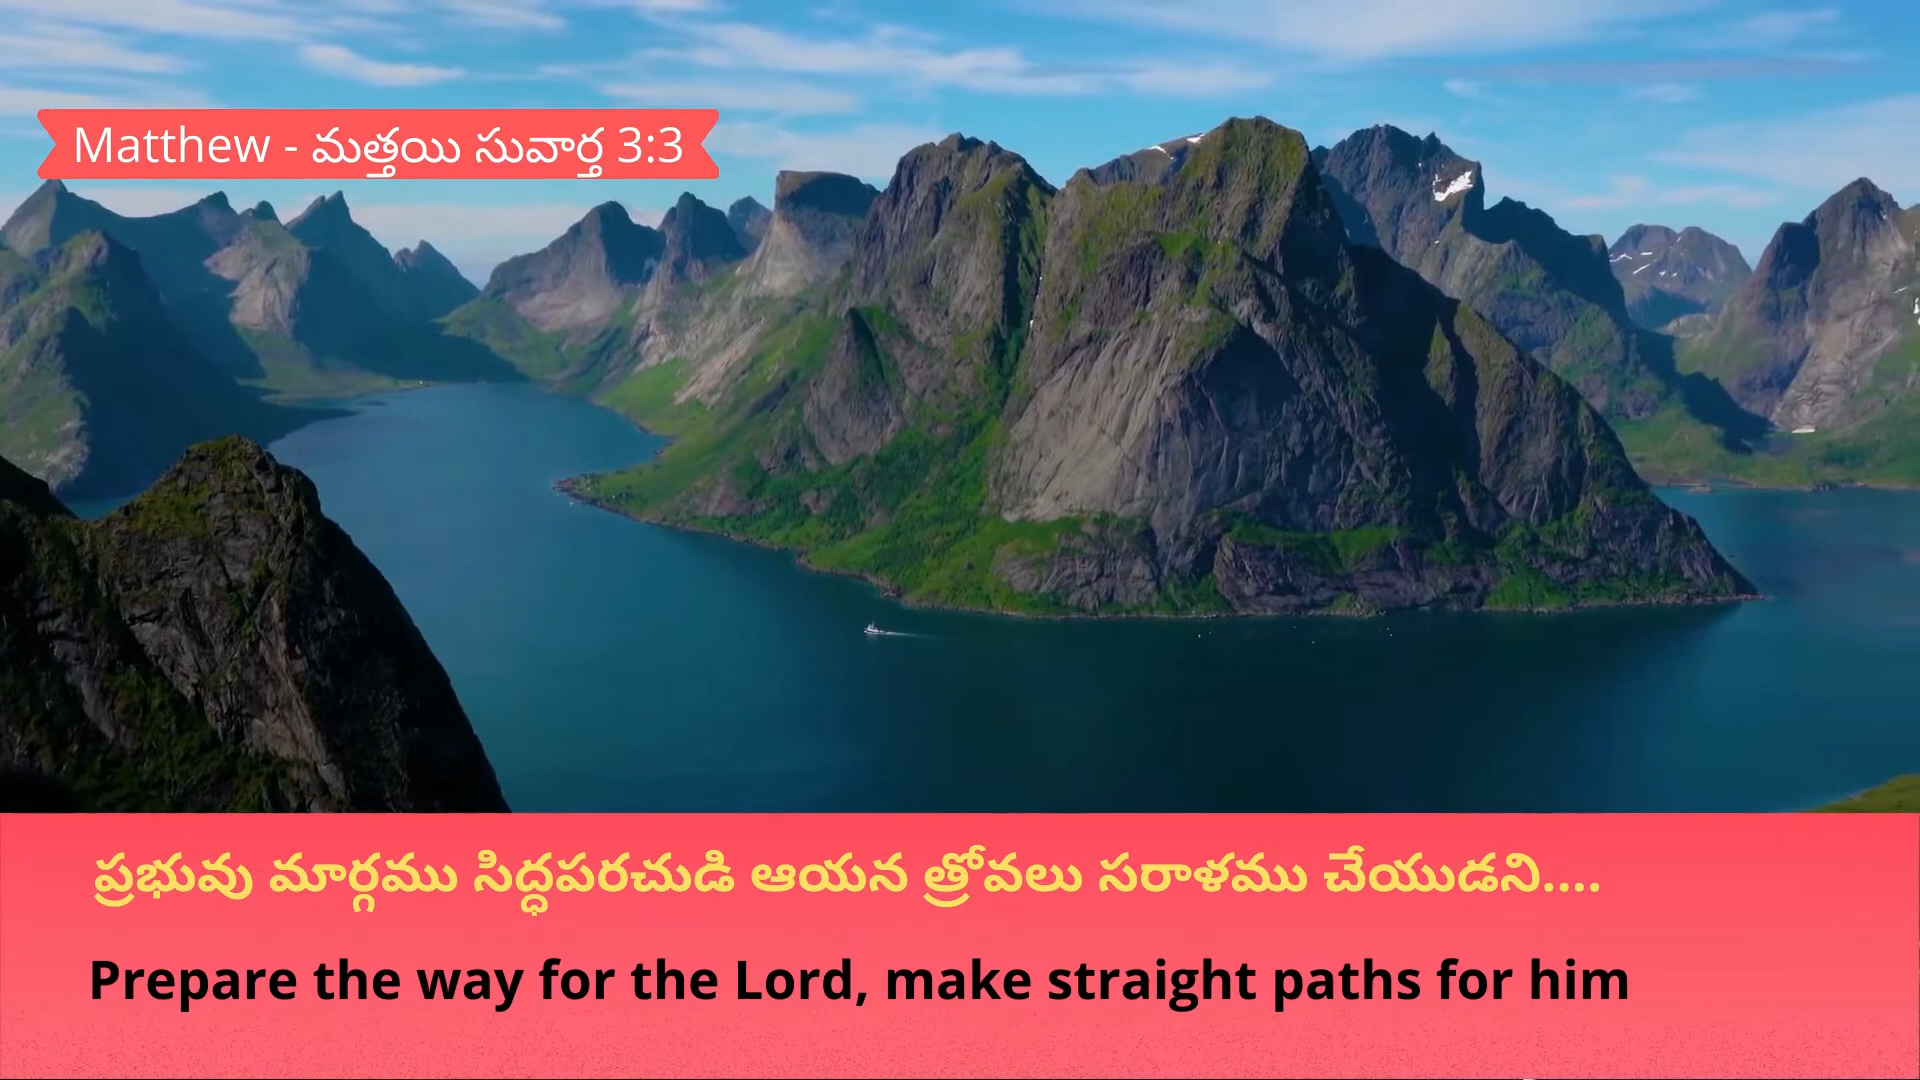 Matthew - మత్తయి సువార్త 3:3
ప్రభువు మార్గము సిద్ధపరచుడి ఆయన త్రోవలు సరాళము చేయుడని....
Prepare the way for the Lord, make straight paths for him